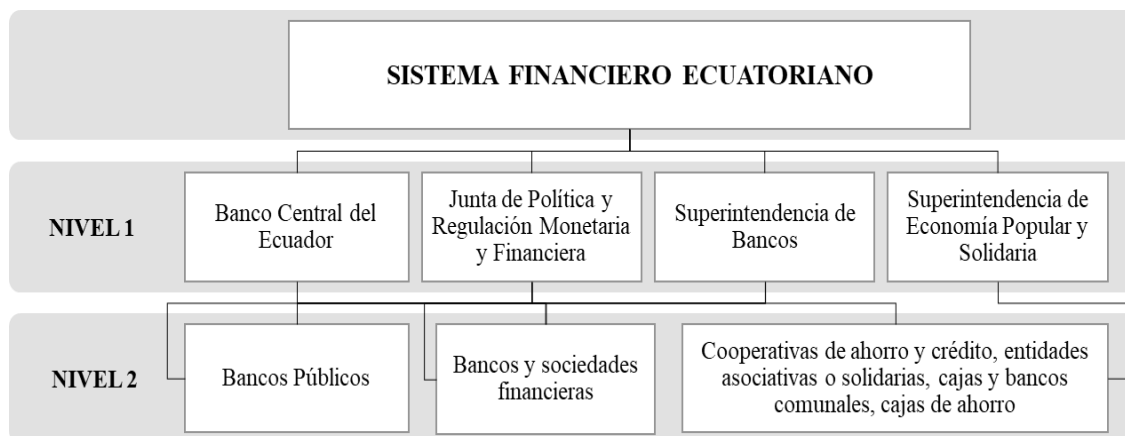 SISTEMA FINANCIERO ECUATORIANO
NIVEL 1
Banco Central del
Ecuador
Junta de Política y
Regulación Monetaria
y Financiera
Superintendencia de
Bancos
Superintendencia de
Economía Popular y
Solidaria
NIVEL 2
Bancos Públicos
Bancos y sociedades
financieras
Cooperativas de ahorro y crédito, entidades
asociativas o solidarias, cajas y bancos
comunales, cajas de ahorro